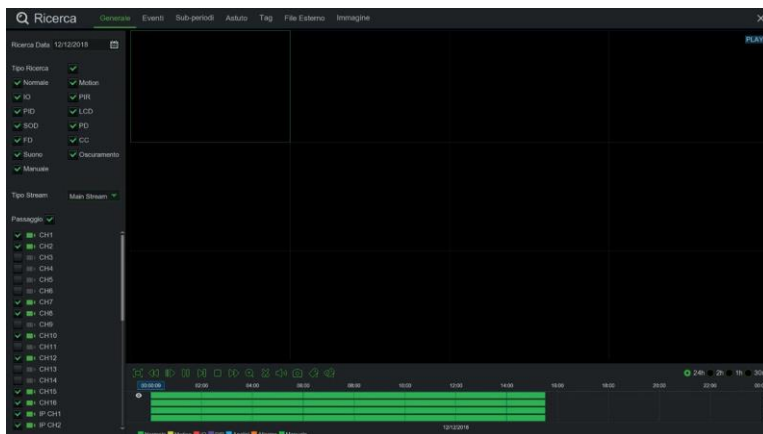 Ricerca Generale Eventi Sub-periodi Astuto Tag File Esterno Immagine
Ricerca Data 12/12/2018
PLAY
Tipo Ricerca
Normale Motion
IO PIR
PID LCD
SOD PD
FD CC
Suono Oscuramento
Manuale
Tipo Stream Main Stream
Passaggio
CH1
CH2
CH3
CH4
CH5
CH6
CH7
CH8
CH9
CH10
CH11
CH12
CH13
CH14
CH15
CH16
IP CH1
IP CH2
24h 2h 1h
00:00:09 02:00 04:00 06:00 08:00 10:00 12:00 14:00 16:00 18:00 20:00 22:00
12/12/2018